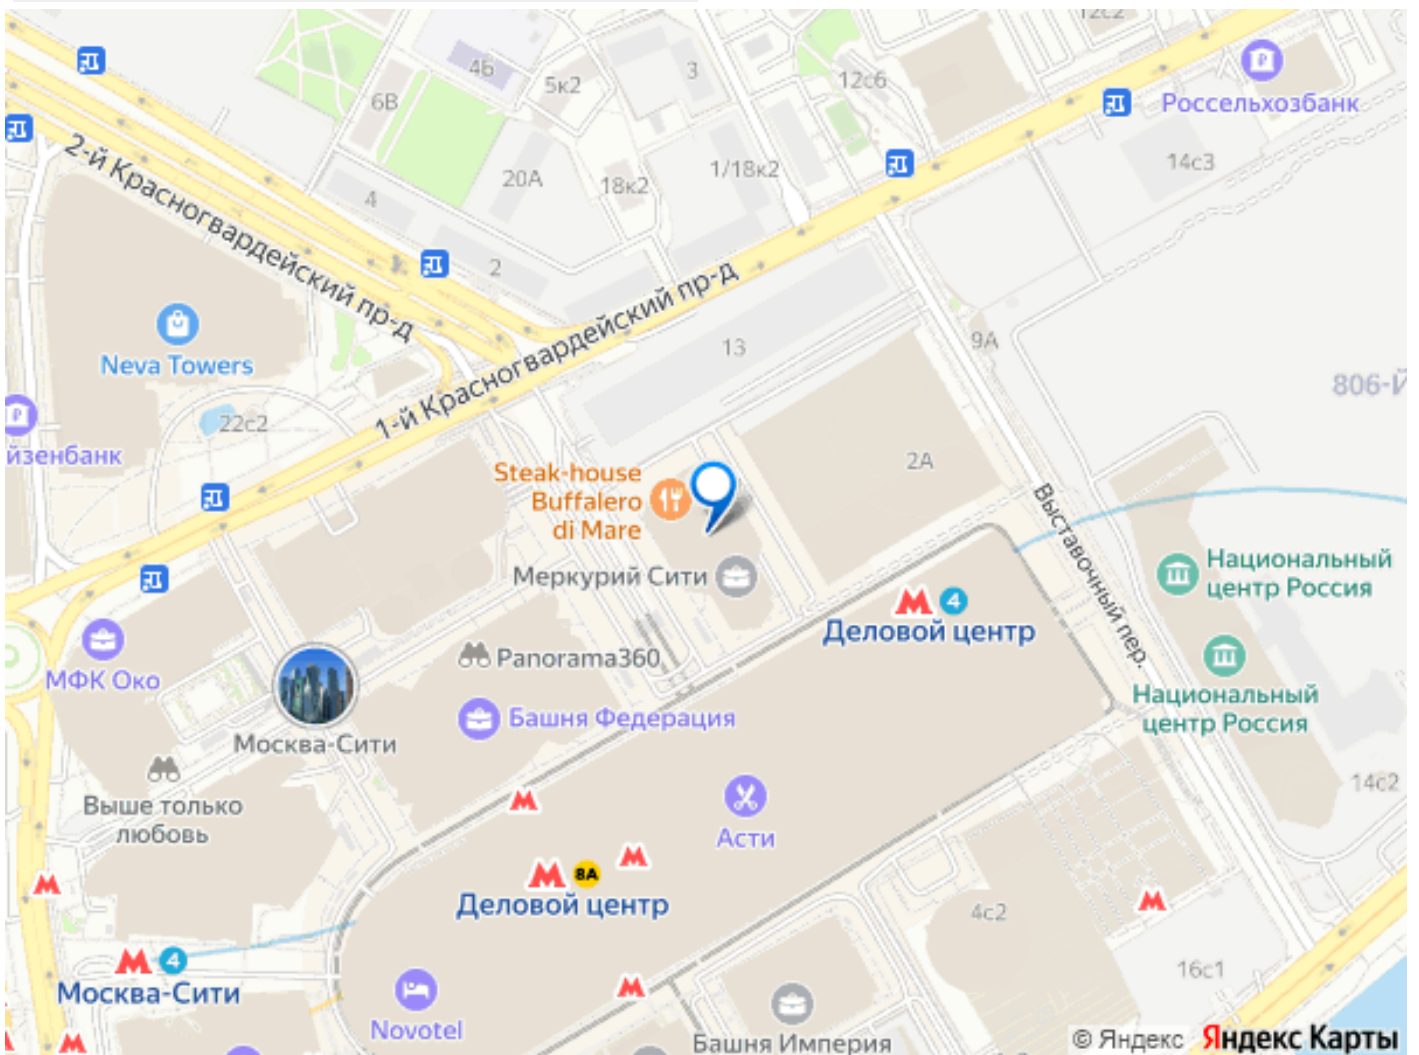 12с2
4Б
3
5к2
12с6
6В
Россельхозбанк
2-й Красногвардейский пр-д
20А
18к2
1/18к2
14с3
4
2
1-й Красногвардейский пр-д
13
9А
Neva Towers
806-Й
22с2
йзенбанк
Steak-house
Buffalero
di Mare
2А
Выставочный пер.
Меркурий Сити
Национальный
центр Россия
4
Деловой центр
Panorama360
МФК Око
Национальный
центр Россия
Башня Федерация
Москва-Сити
14с2
Выше только
любовь
Асти
8А
Деловой центр
4с2
4
Москва-Сити
16с1
Novotel
Башня Империя
© Яндекс Яндекс Карты